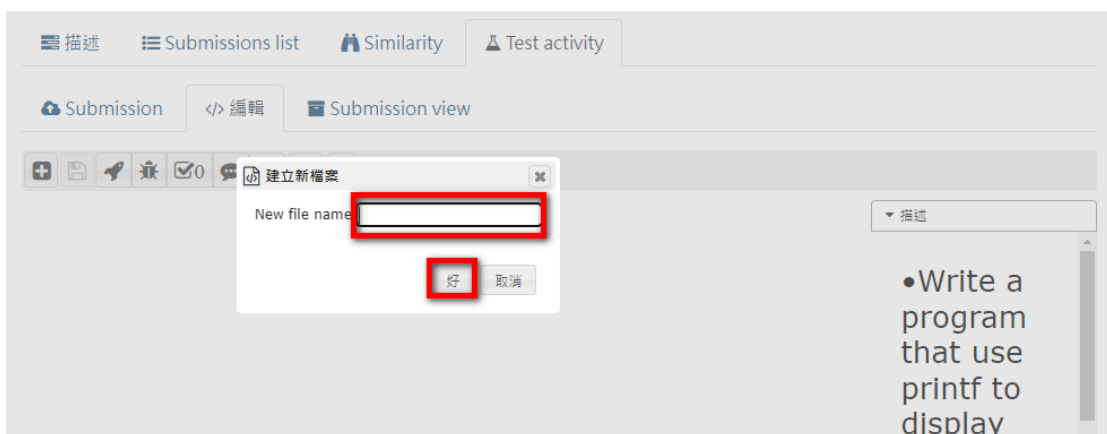 描述 Submissions list Similarity Test activity
Submission </> 編輯 Submission view
0
建立新檔案
New file name
好 取消
描述
•Write a
program
that use
printf to
display